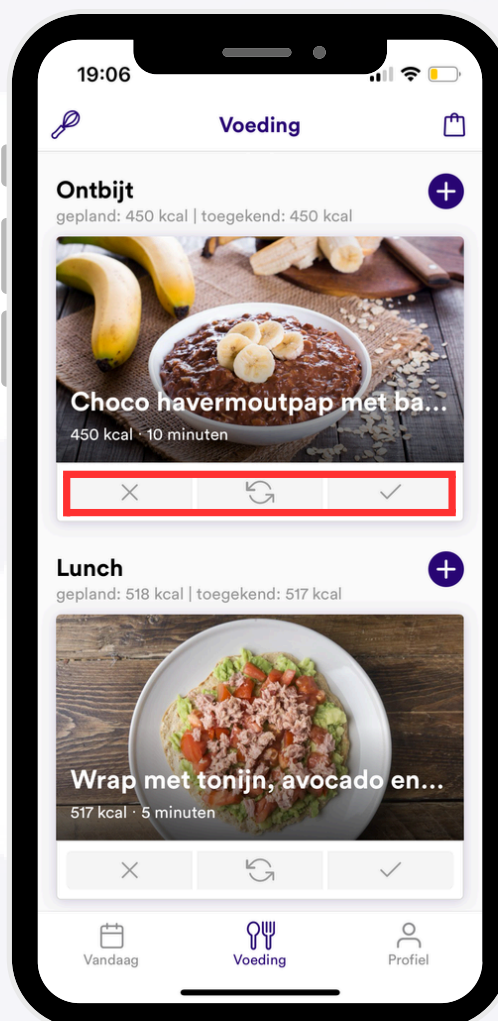 19:06
Voeding
Ontbijt
gepland: 450 kcal | toegekend: 450 kcal
Choco havermoutpap met ba...
450 kcal · 10 minuten
Lunch
gepland: 518 kcal | toegekend: 517 kcal
Wrap met tonijn, avocado en...
517 kcal · 5 minuten
Vandaag
Voeding
Profiel